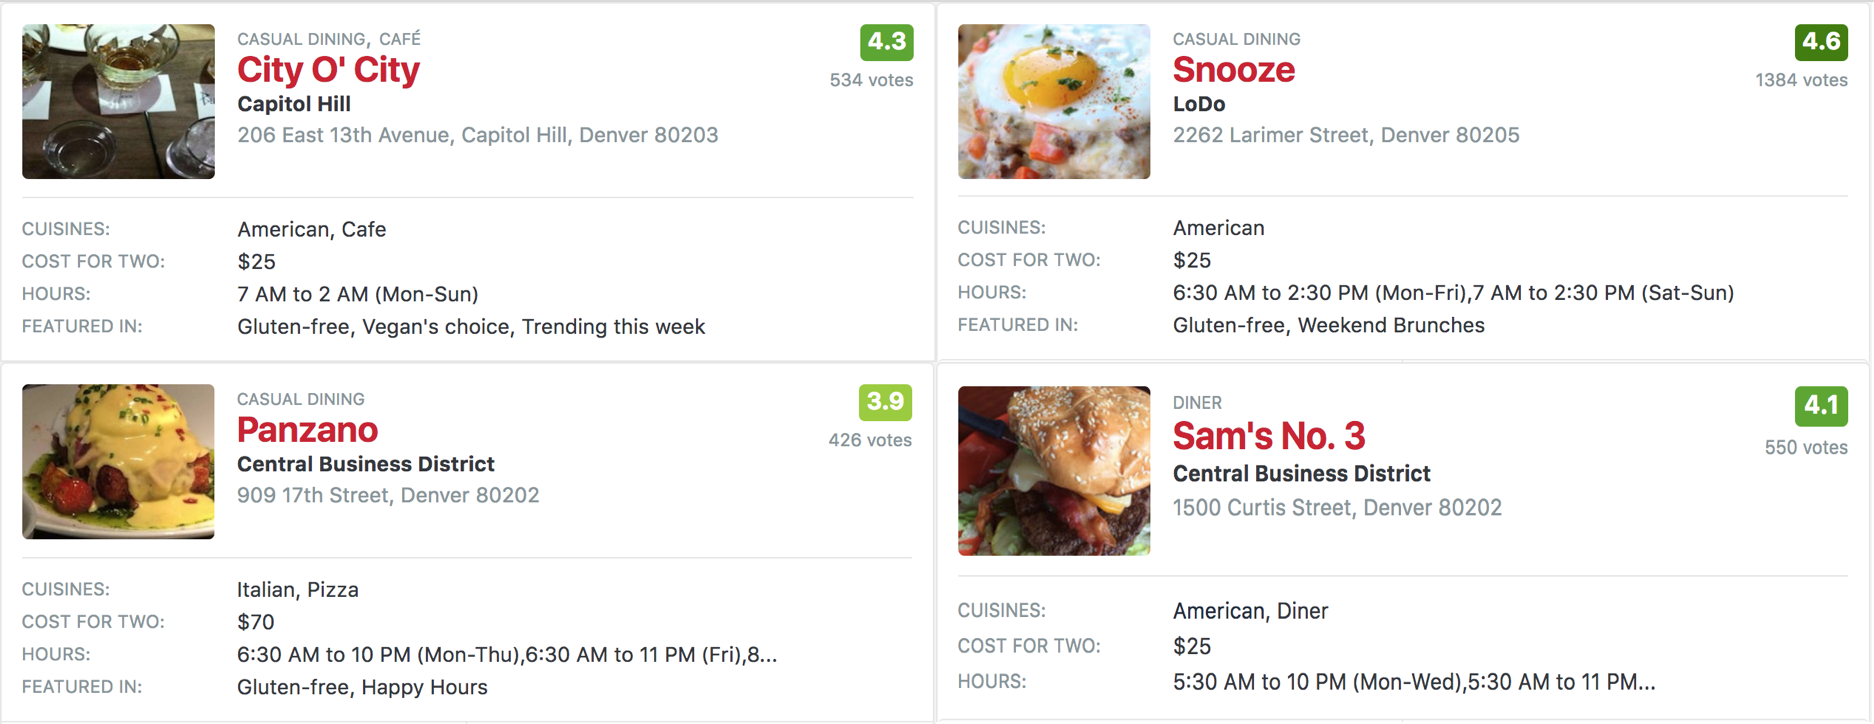 CASUAL DINING, CAFÉ
City O' City
Capitol Hill
206 East 13th Avenue, Capitol Hill, Denver 80203
4.3
534 votes
CUISINES: American, Cafe
COST FOR TWO: $25
HOURS: 7 AM to 2 AM (Mon-Sun)
FEATURED IN: Gluten-free, Vegan's choice, Trending this week
CASUAL DINING
Snooze
LoDo
2262 Larimer Street, Denver 80205
4.6
1384 votes
CUISINES: American
COST FOR TWO: $25
HOURS: 6:30 AM to 2:30 PM (Mon-Fri),7 AM to 2:30 PM (Sat-Sun)
FEATURED IN: Gluten-free, Weekend Brunches
CASUAL DINING
Panzano
Central Business District
909 17th Street, Denver 80202
3.9
426 votes
CUISINES: Italian, Pizza
COST FOR TWO: $70
HOURS: 6:30 AM to 10 PM (Mon-Thu),6:30 AM to 11 PM (Fri),8...
FEATURED IN: Gluten-free, Happy Hours
DINER
Sam's No. 3
Central Business District
1500 Curtis Street, Denver 80202
4.1
550 votes
CUISINES: American, Diner
COST FOR TWO: $25
HOURS: 5:30 AM to 10 PM (Mon-Wed),5:30 AM to 11 PM...